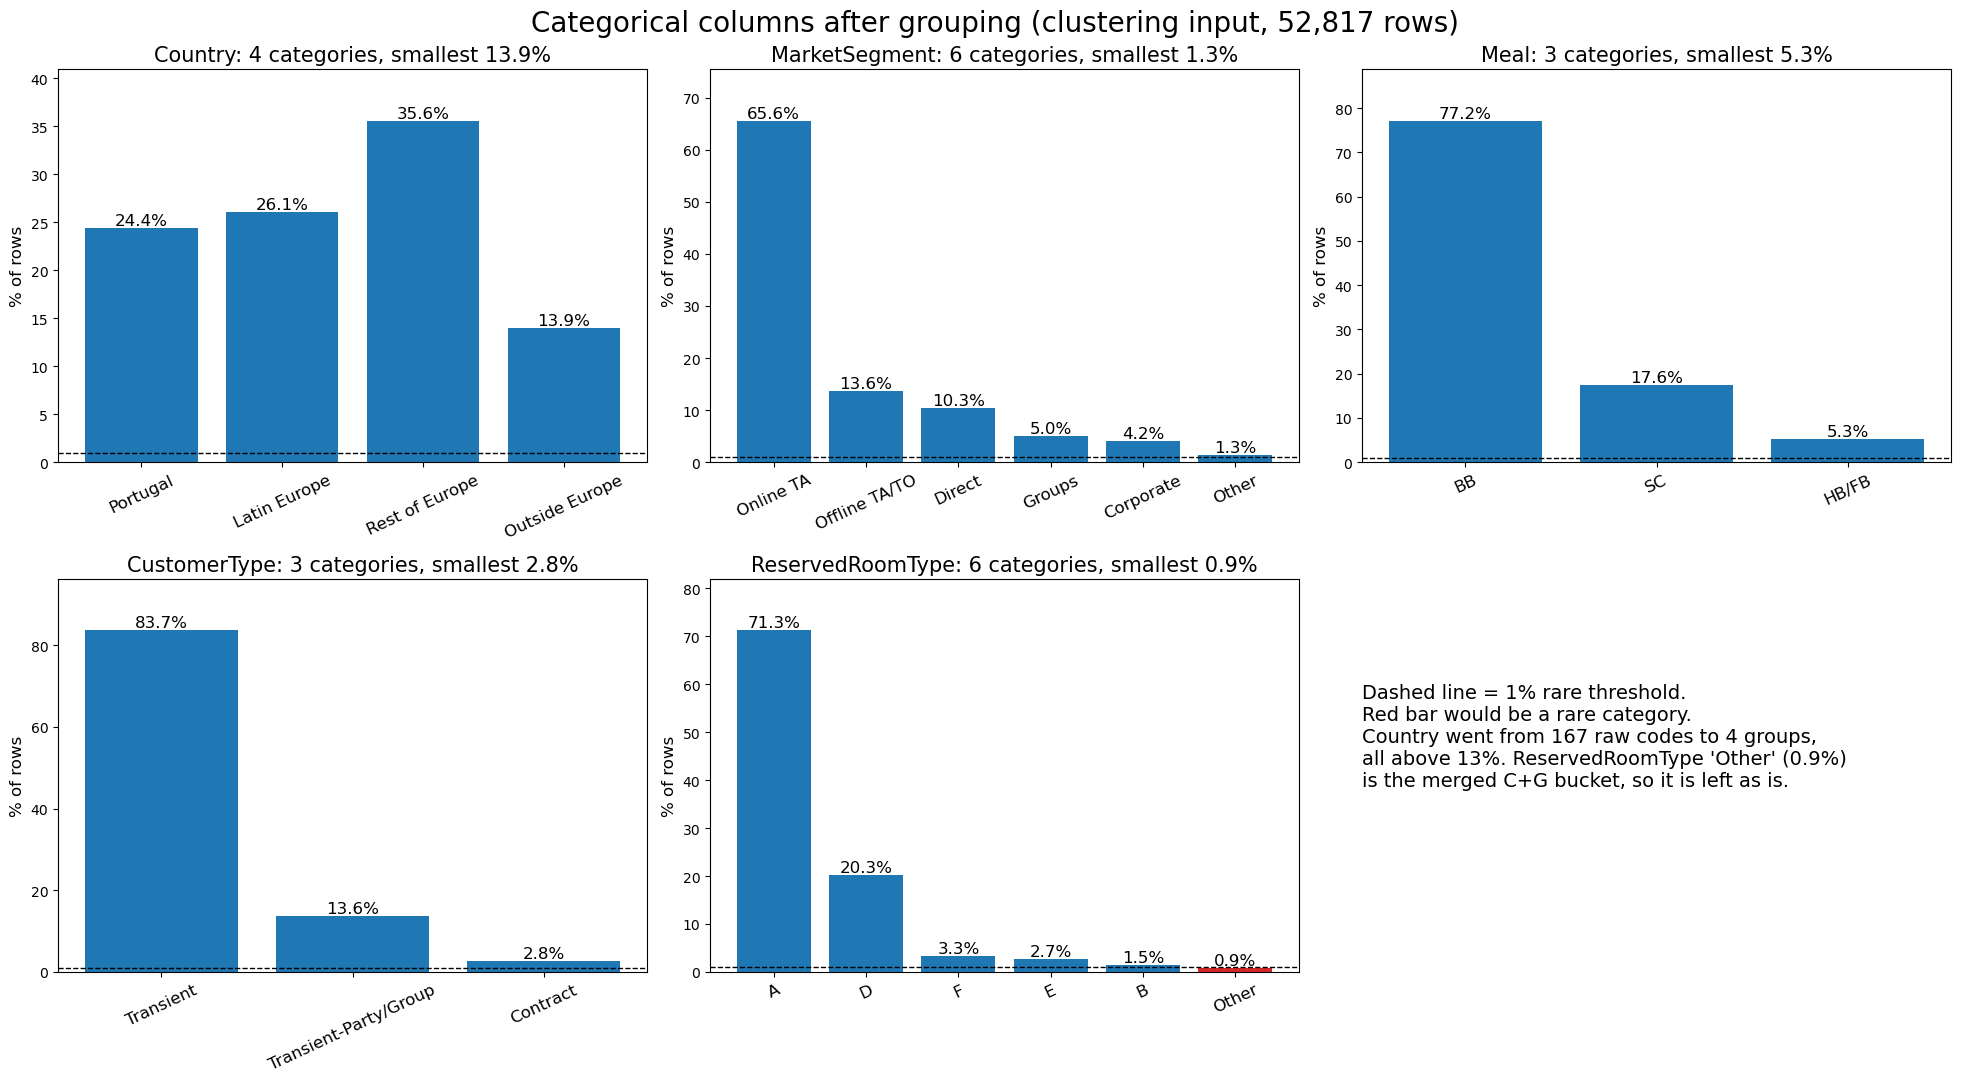 Categorical columns after grouping (clustering input, 52,817 rows)
Country: 4 categories, smallest 13.9%
% of rows
40
35
30
25
20
15
10
5
0
24.4%
26.1%
35.6%
13.9%
Portugal
Latin Europe
Rest of Europe
Outside Europe
MarketSegment: 6 categories, smallest 1.3%
% of rows
70
60
50
40
30
20
10
0
65.6%
13.6%
10.3%
5.0%
4.2%
1.3%
Online TA
Offline TA/TO
Direct
Groups
Corporate
Other
Meal: 3 categories, smallest 5.3%
% of rows
80
70
60
50
40
30
20
10
0
77.2%
17.6%
5.3%
BB
SC
HB/FB
CustomerType: 3 categories, smallest 2.8%
% of rows
80
60
40
20
0
83.7%
13.6%
2.8%
Transient
Transient-Party/Group
Contract
ReservedRoomType: 6 categories, smallest 0.9%
% of rows
80
70
60
50
40
30
20
10
0
71.3%
20.3%
3.3%
2.7%
1.5%
0.9%
A
D
F
E
B
Other
Dashed line = 1% rare threshold.
Red bar would be a rare category.
Country went from 167 raw codes to 4 groups,
all above 13%. ReservedRoomType 'Other' (0.9%)
is the merged C+G bucket, so it is left as is.